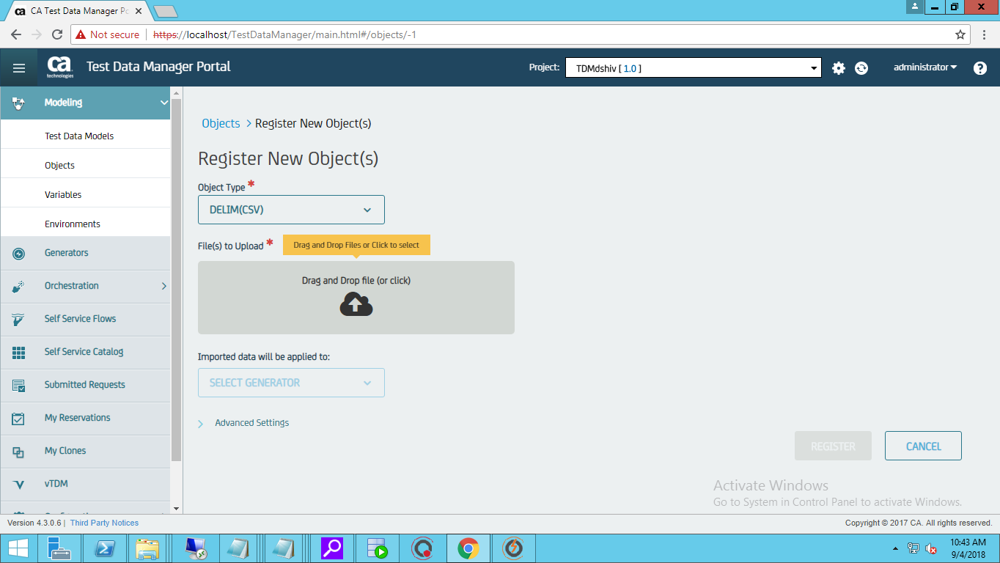 CA Test Data Manager Po
Not secure https://localhost/TestDataManager/main.html#/objects/-1
ca technologies Test Data Manager Portal Project: TDMdshiv [ 1.0 ] administrator ?
Modeling
Test Data Models
Objects
Variables
Environments
Generators
Orchestration
Self Service Flows
Self Service Catalog
Submitted Requests
My Reservations
My Clones
vTDM
Objects > Register New Object(s)
Register New Object(s)
Object Type *
DELIM(CSV)
File(s) to Upload * Drag and Drop Files or Click to select
Drag and Drop file (or click)
Imported data will be applied to:
SELECT GENERATOR
Advanced Settings
REGISTER CANCEL
Activate Windows
Go to System in Control Panel to activate Windows.
Version 4.3.0.6 | Third Party Notices Copyright © 2017 CA. All rights reserved.
10:43 AM
9/4/2018